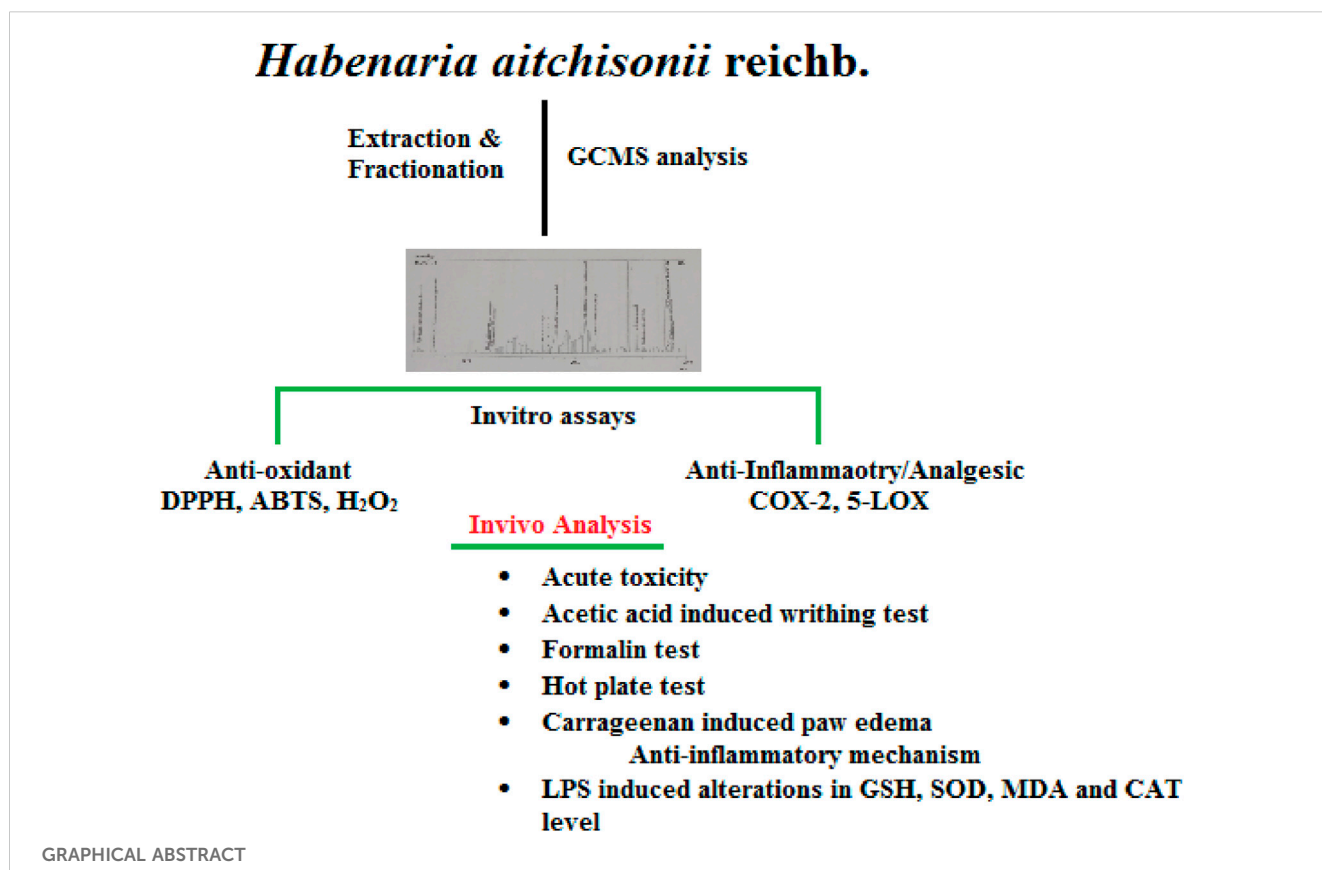 Habenaria aitchisonii reichb.
Extraction &
Fractionation
GCMS analysis
Invitro assays
Anti-oxidant
DPPH, ABTS, H₂O₂
Anti-Inflammaotry/Analgesic
COX-2, 5-LOX
Invivo Analysis
• Acute toxicity
• Acetic acid induced writhing test
• Formalin test
• Hot plate test
• Carrageenan induced paw edema
Anti-inflammatory mechanism
• LPS induced alterations in GSH, SOD, MDA and CAT
level
GRAPHICAL ABSTRACT